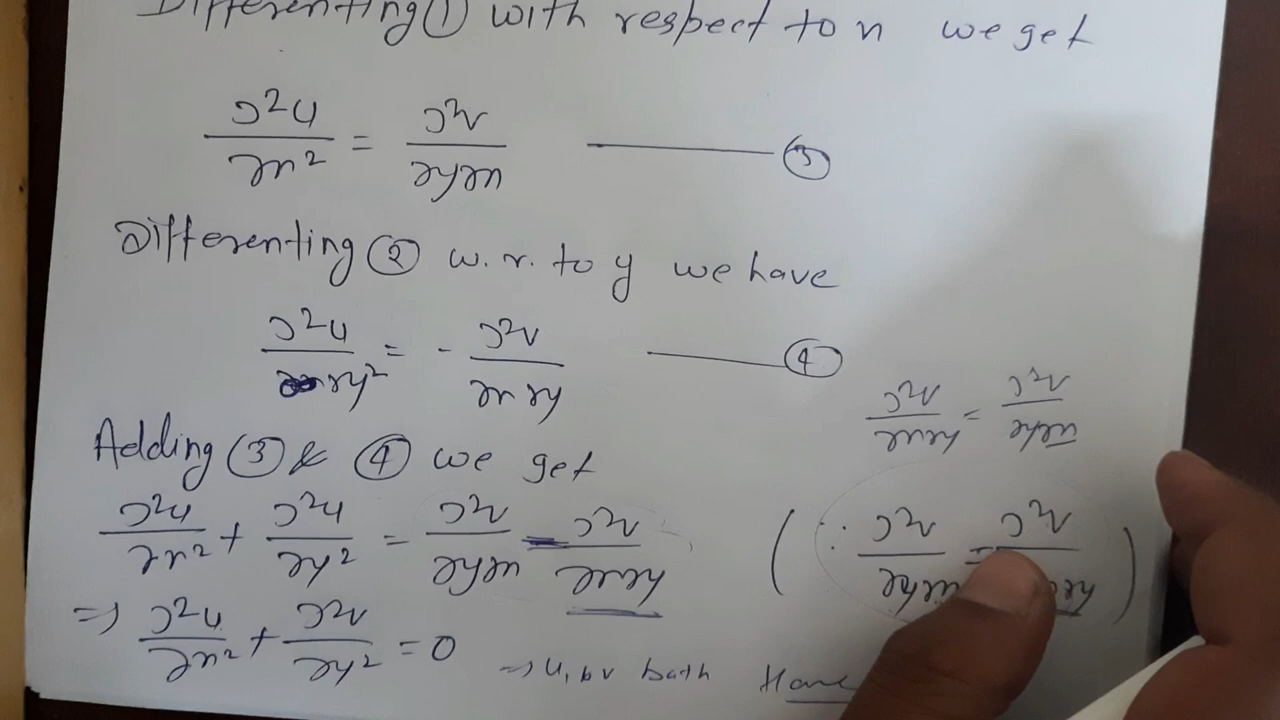 Differenting ① with respect to x we get
∂²u/∂x² = ∂²v/∂y∂x ——— ③
Differenting ② w.r. to y we have
∂²u/∂y² = - ∂²v/∂x∂y ——— ④
∂²v/∂x∂y = ∂²v/∂y∂x
Adding ③ & ④ we get
∂²u/∂x² + ∂²u/∂y² = ∂²v/∂y∂x - ∂²v/∂x∂y (∵ ∂²v/∂y∂x = ∂²v/∂x∂y)
⇒ ∂²u/∂x² + ∂²v/∂y² = 0
⇒ u, & v both Harm